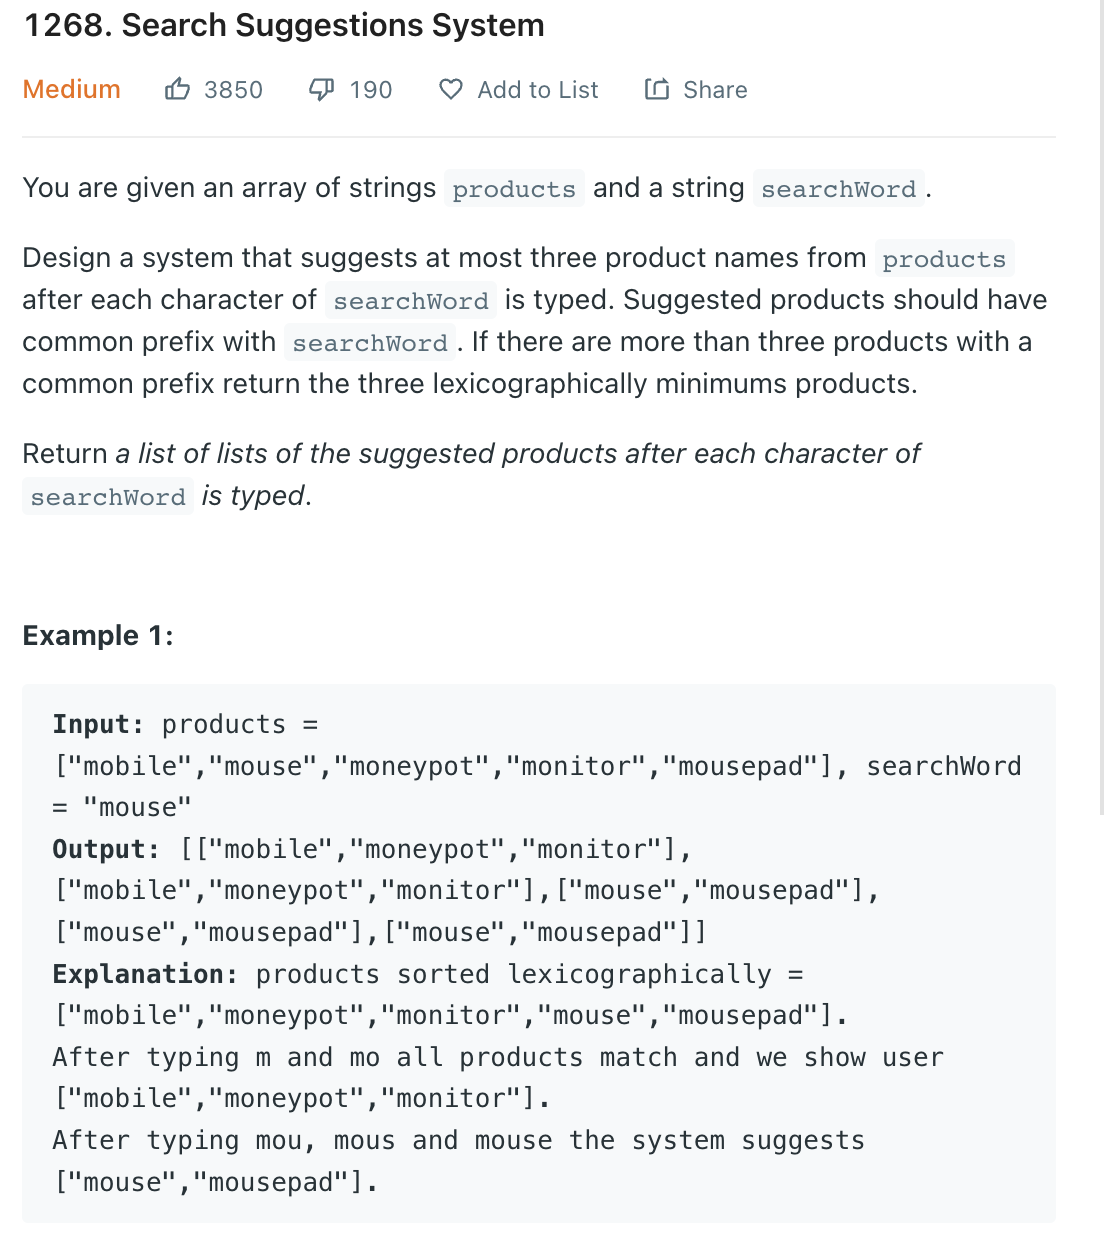 1268. Search Suggestions System
Medium 3850 190 Add to List Share
You are given an array of strings products and a string searchWord.
Design a system that suggests at most three product names from products
after each character of searchWord is typed. Suggested products should have
common prefix with searchWord. If there are more than three products with a
common prefix return the three lexicographically minimums products.
Return a list of lists of the suggested products after each character of
searchWord is typed.
Example 1:
Input: products =
["mobile","mouse","moneypot","monitor","mousepad"], searchWord
= "mouse"
Output: [["mobile","moneypot","monitor"],
["mobile","moneypot","monitor"],["mouse","mousepad"],
["mouse","mousepad"],["mouse","mousepad"]]
Explanation: products sorted lexicographically =
["mobile","moneypot","monitor","mouse","mousepad"].
After typing m and mo all products match and we show user
["mobile","moneypot","monitor"].
After typing mou, mous and mouse the system suggests
["mouse","mousepad"].